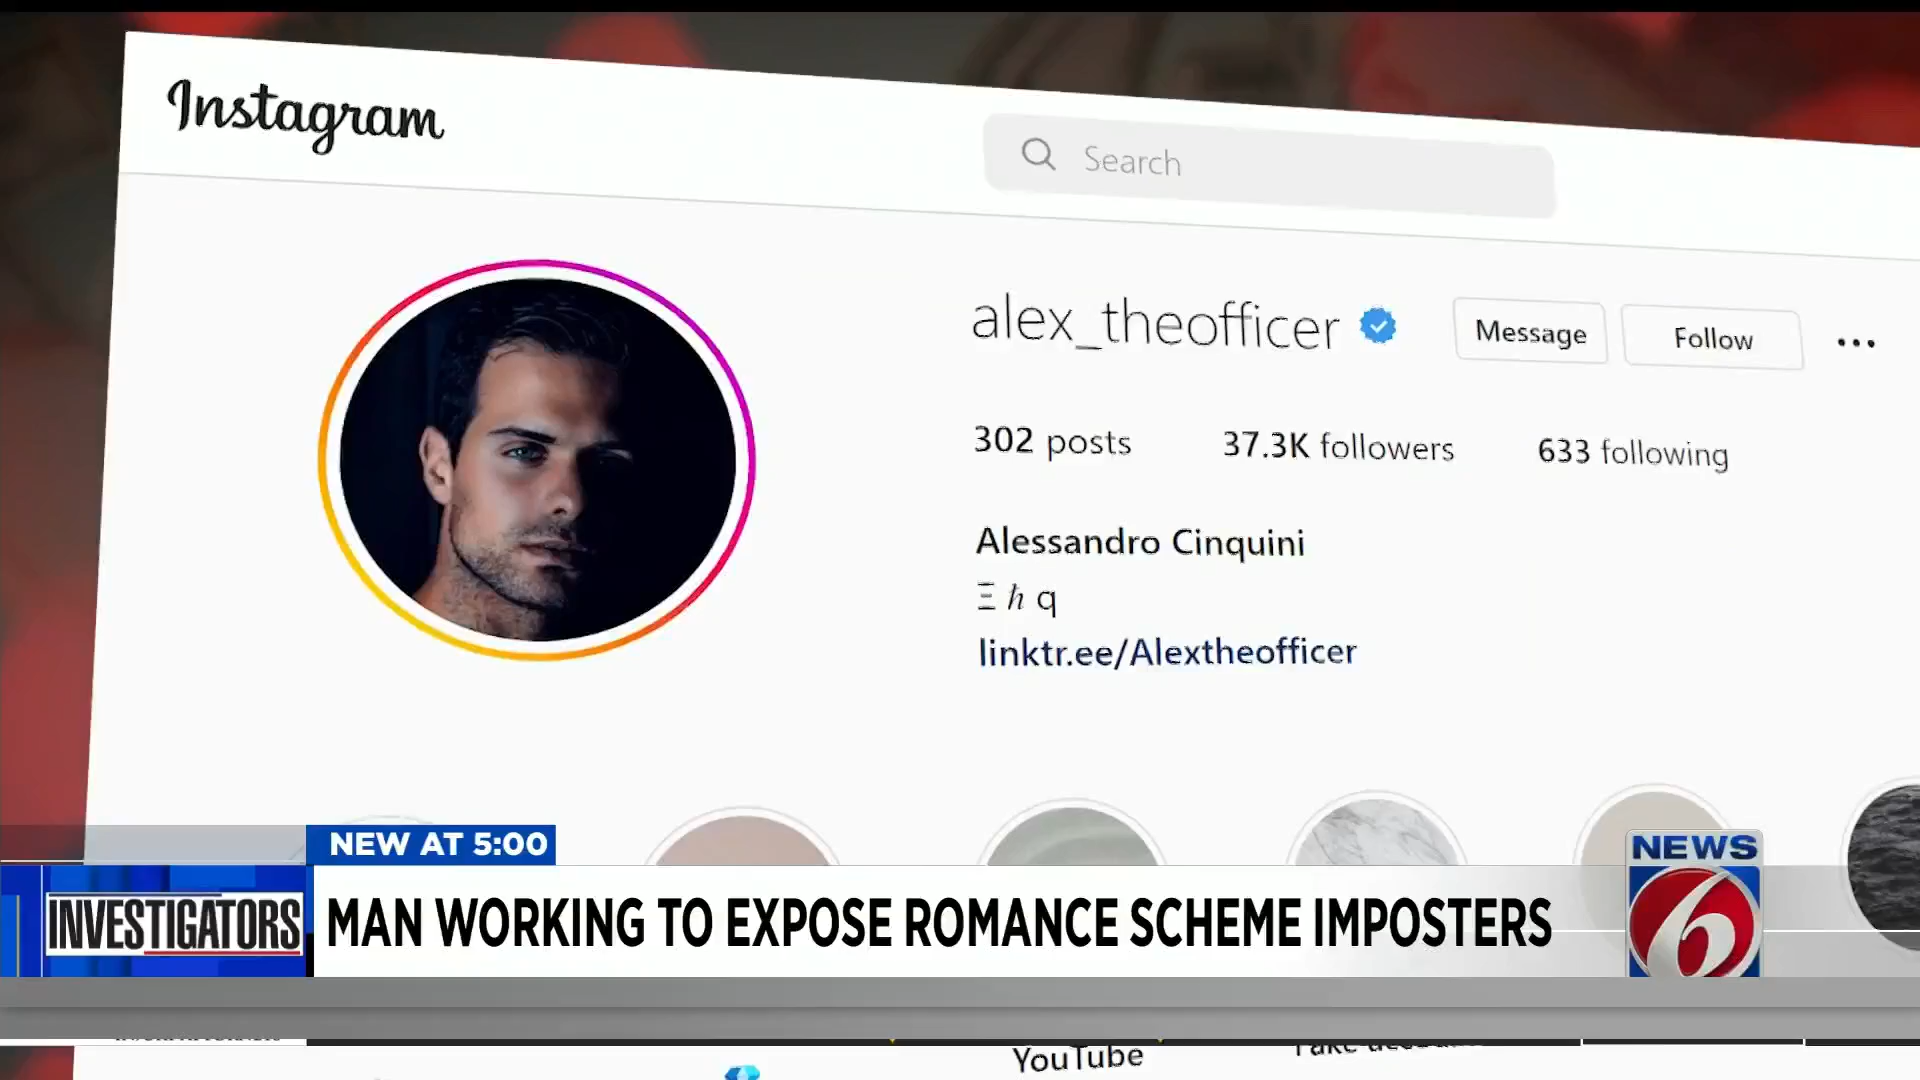 Instagram
Search
alex_theofficer
Message
Follow
302 posts
37.3K followers
633 following
Alessandro Cinquini
Ξ ℏ q
linktr.ee/Alextheofficer
NEW AT 5:00
INVESTIGATORS
MAN WORKING TO EXPOSE ROMANCE SCHEME IMPOSTERS
NEWS
6
YouTube